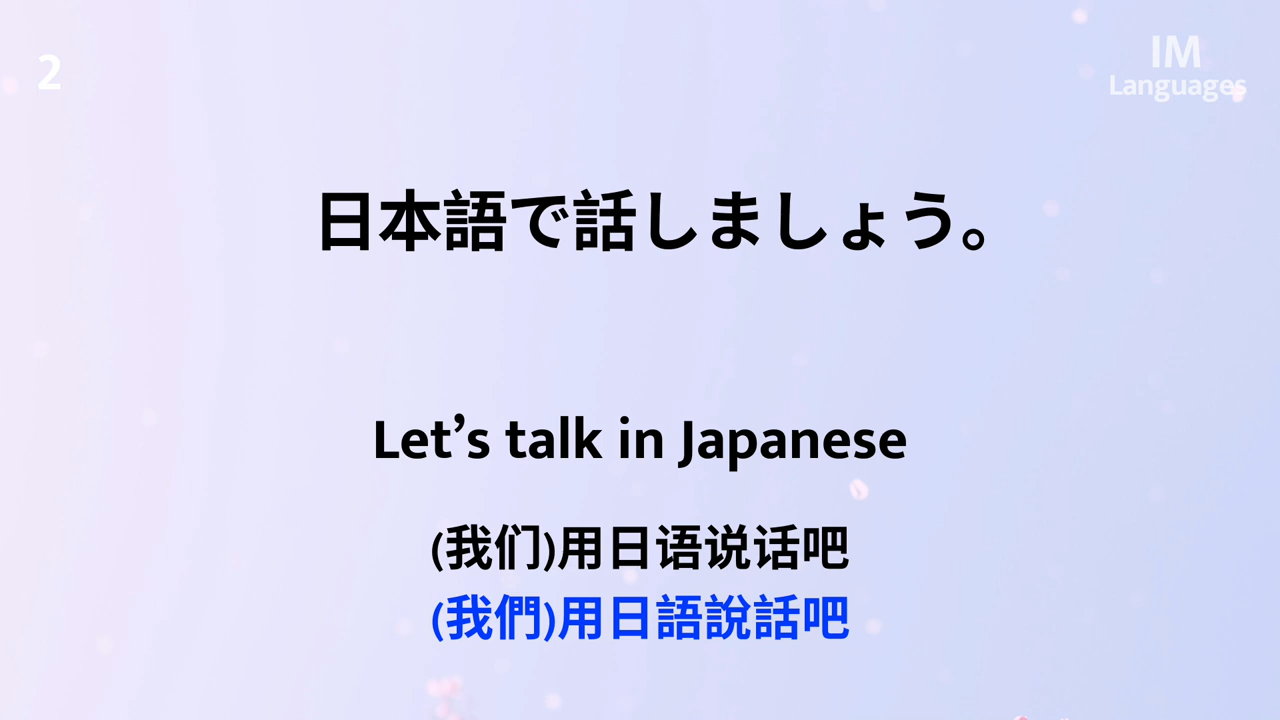 2
IM
Languages
日本語で話しましょう。
Let’s talk in Japanese
(我们)用日语说话吧
(我們)用日語說話吧